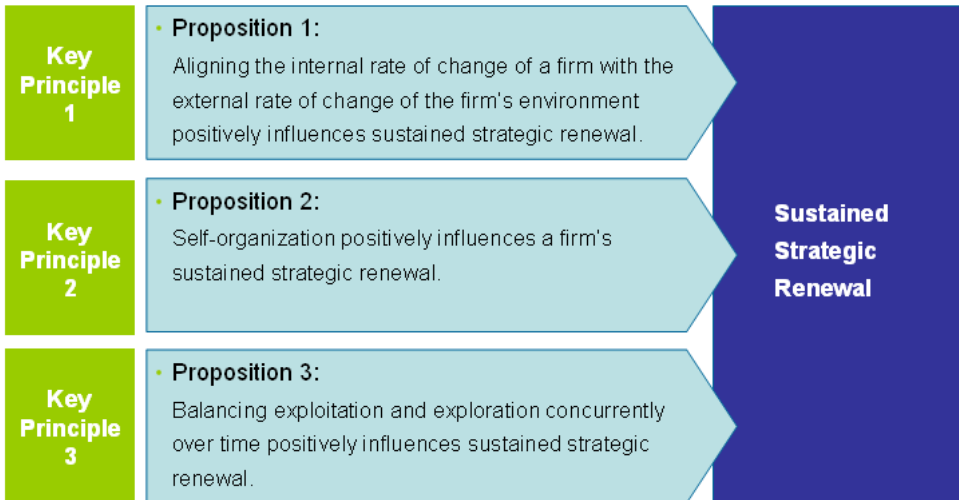 Key
Principle
1
• Proposition 1:
Aligning the internal rate of change of a firm with the
external rate of change of the firm's environment
positively influences sustained strategic renewal.
Key
Principle
2
• Proposition 2:
Self-organization positively influences a firm's
sustained strategic renewal.
Key
Principle
3
• Proposition 3:
Balancing exploitation and exploration concurrently
over time positively influences sustained strategic
renewal.
Sustained
Strategic
Renewal